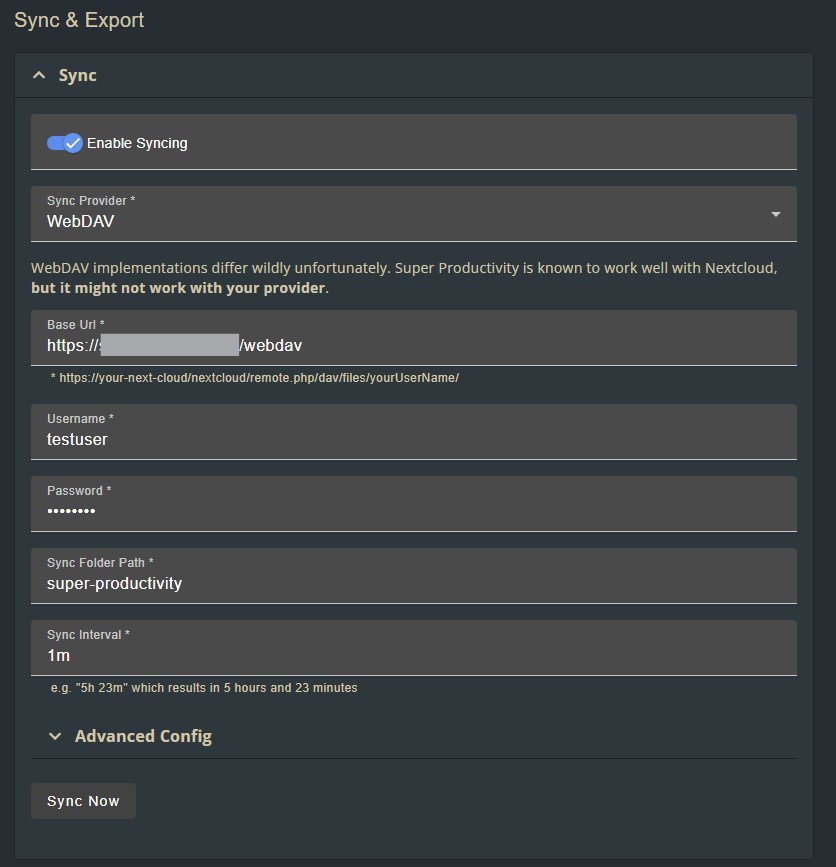 Sync & Export
Sync
Enable Syncing
Sync Provider *
WebDAV
WebDAV implementations differ wildly unfortunately. Super Productivity is known to work well with Nextcloud,
but it might not work with your provider.
Base Url *
https:// /webdav
* https://your-next-cloud/nextcloud/remote.php/dav/files/yourUserName/
Username *
testuser
Password *
••••••••
Sync Folder Path *
super-productivity
Sync Interval *
1m
e.g. "5h 23m" which results in 5 hours and 23 minutes
Advanced Config
Sync Now